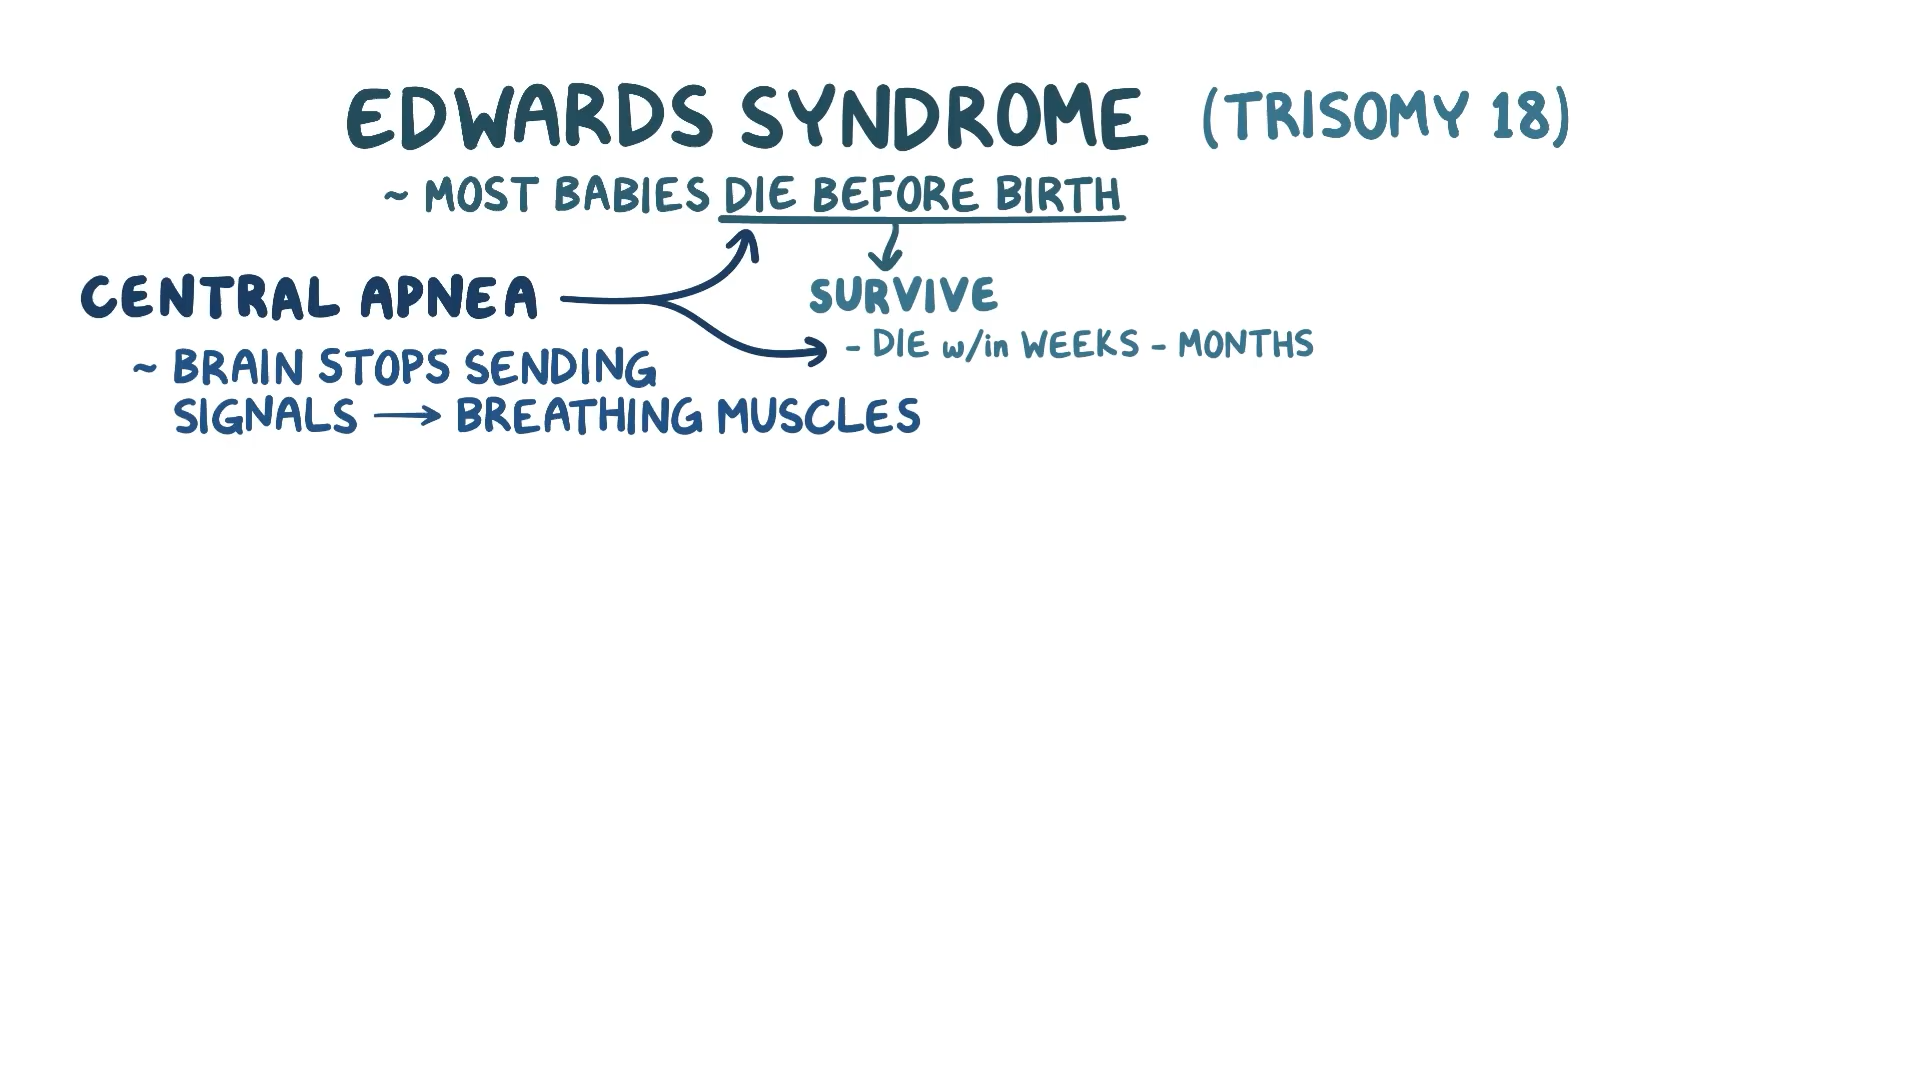 EDWARDS SYNDROME (TRISOMY 18)
~ MOST BABIES DIE BEFORE BIRTH
CENTRAL APNEA
SURVIVE
- DIE w/in WEEKS - MONTHS
~ BRAIN STOPS SENDING
SIGNALS → BREATHING MUSCLES